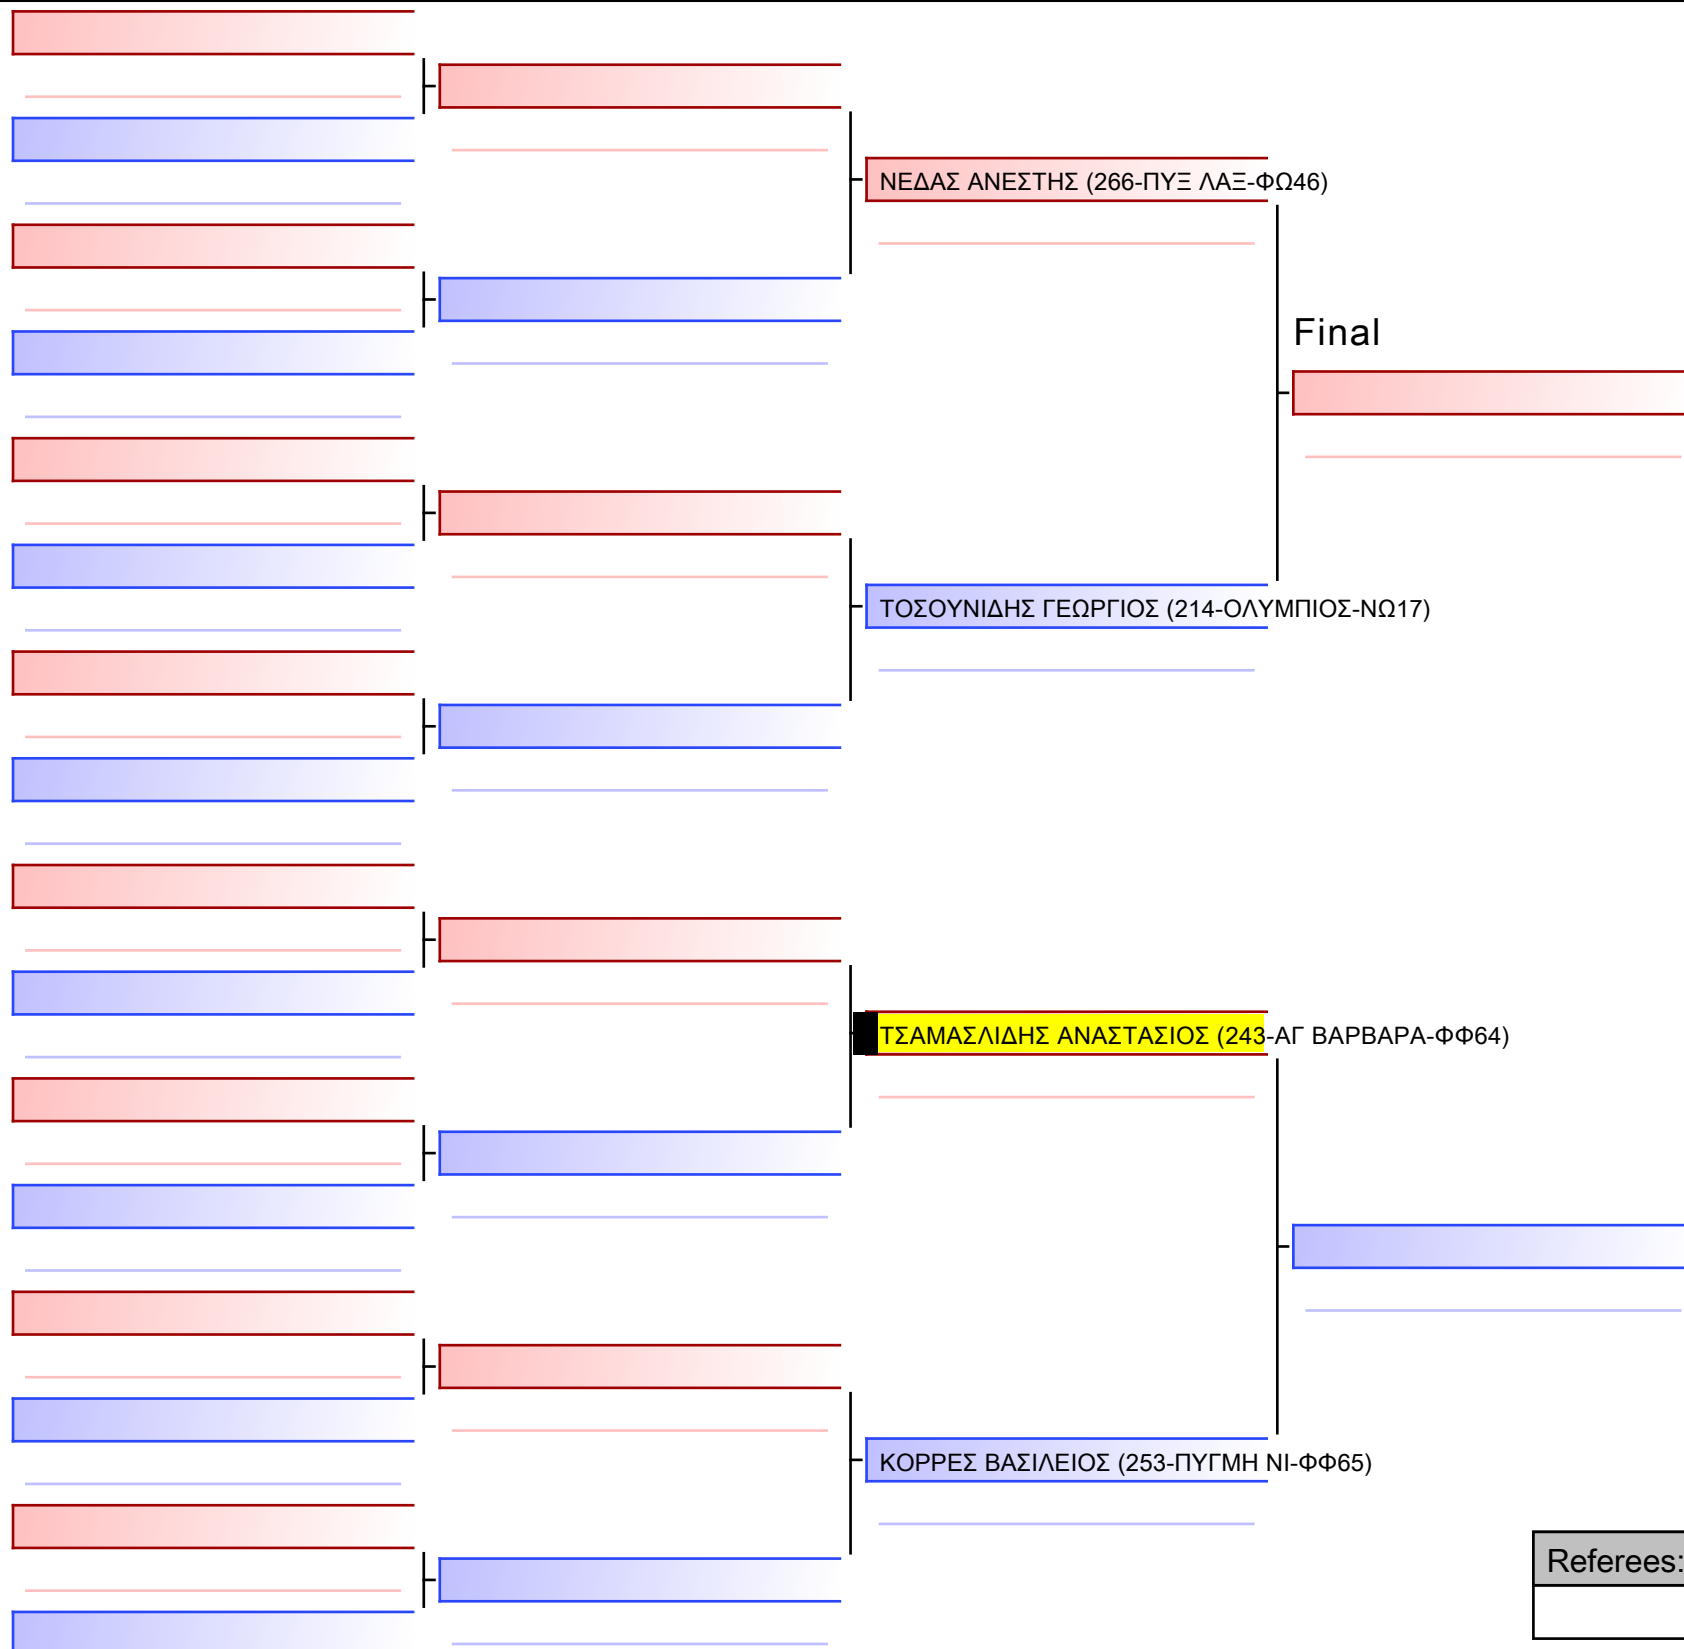 ΝΕΔΑΣ ΑΝΕΣΤΗΣ (266-ΠΥΞ ΛΑΞ-ΦΩ46)
Final
ΤΟΣΟΥΝΙΔΗΣ ΓΕΩΡΓΙΟΣ (214-ΟΛΥΜΠΙΟΣ-ΝΩ17)
ΤΣΑΜΑΣΛΙΔΗΣ ΑΝΑΣΤΑΣΙΟΣ (243-ΑΓ ΒΑΡΒΑΡΑ-ΦΦ64)
ΚΟΡΡΕΣ ΒΑΣΙΛΕΙΟΣ (253-ΠΥΓΜΗ ΝΙ-ΦΦ65)
Referees: